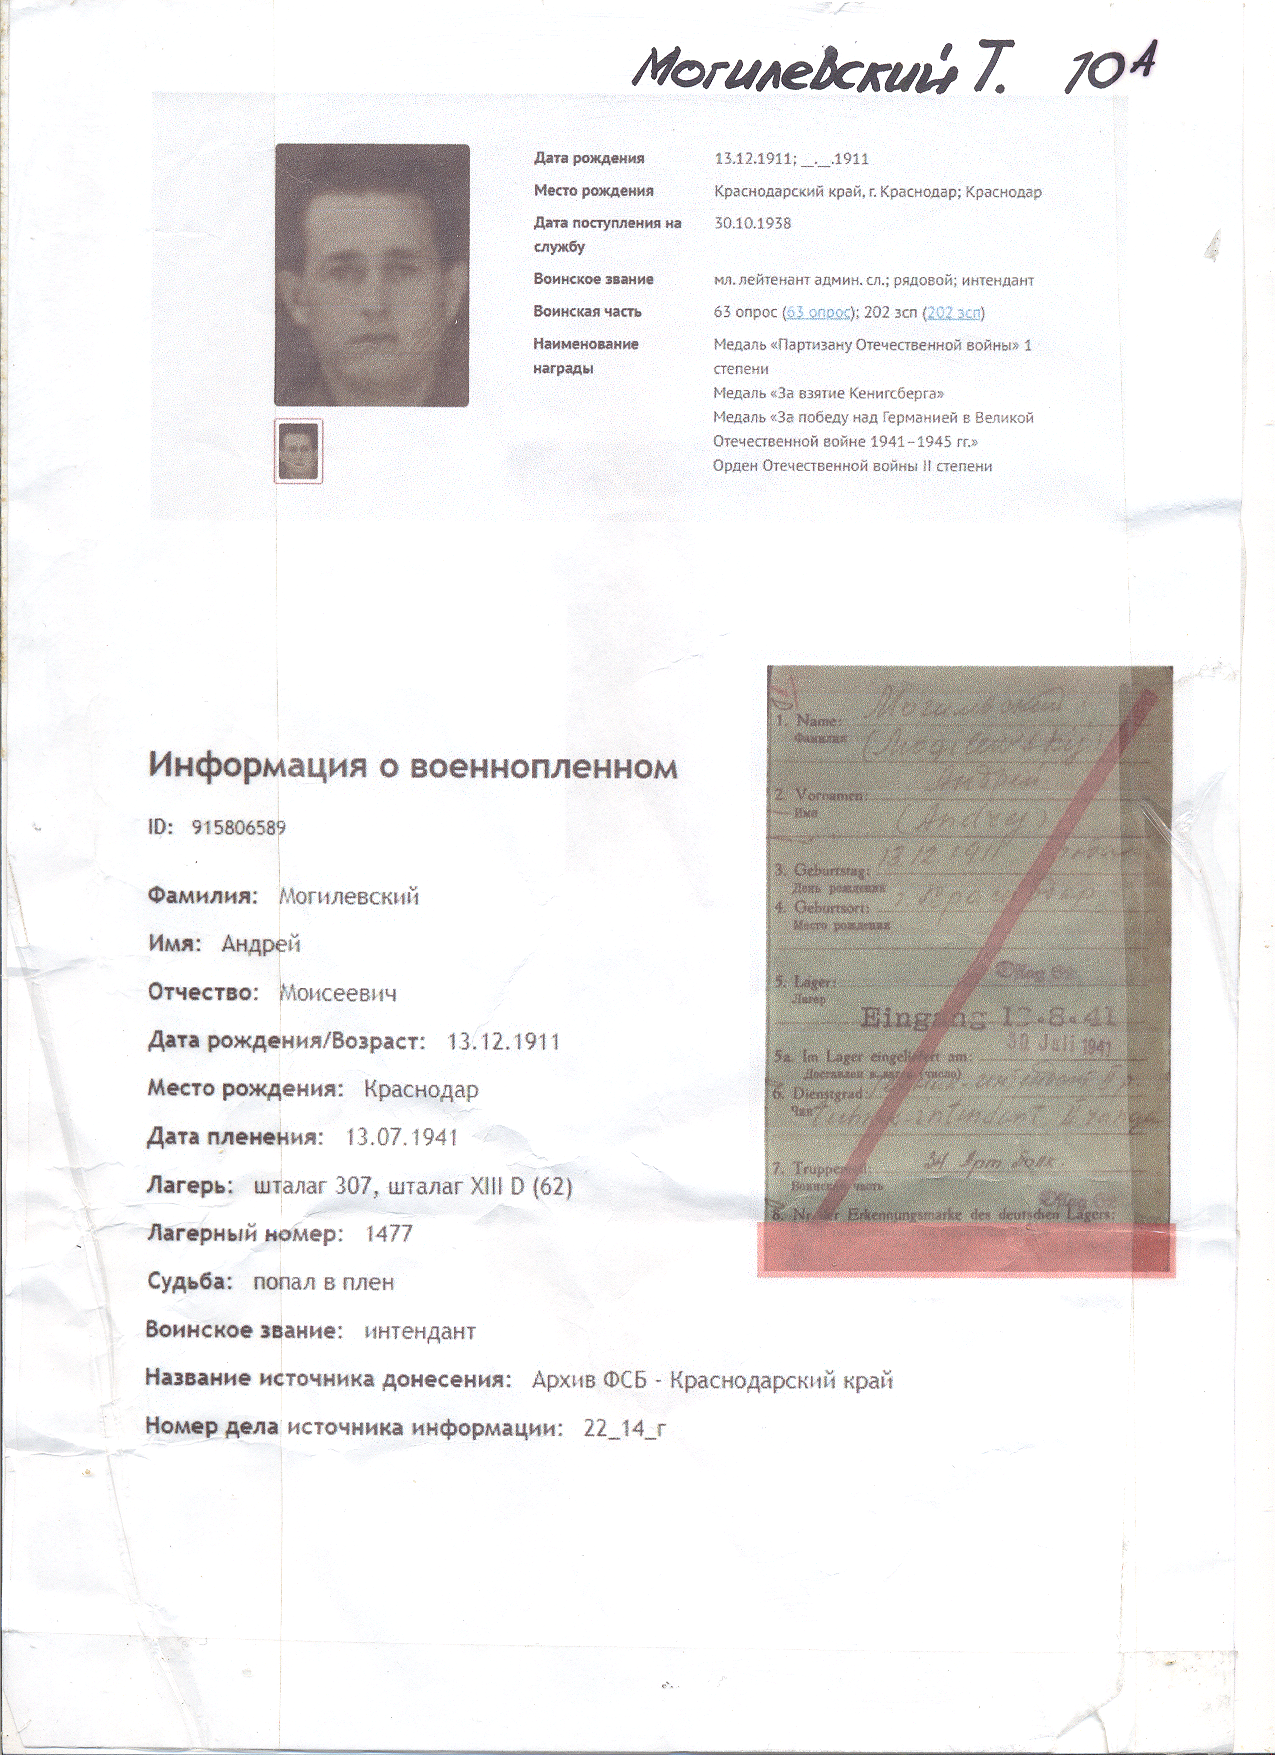 Могилевский Т. 10А
Дата рождения 13.12.1911; __.__.1911
Место рождения Краснодарский край, г. Краснодар; Краснодар
Дата поступления на 30.10.1938
службу
Воинское звание мл. лейтенант админ. сл.; рядовой; интендант
Воинская часть 63 опрос (63 опрос); 202 зсп (202 зсп)
Наименование Медаль «Партизану Отечественной войны» 1
награды степени
Медаль «За взятие Кенигсберга»
Медаль «За победу над Германией в Великой
Отечественной войне 1941–1945 гг.»
Орден Отечественной войны II степени
Информация о военнопленном
ID: 915806589
Фамилия: Могилевский
Имя: Андрей
Отчество: Моисеевич
Дата рождения/Возраст: 13.12.1911
Место рождения: Краснодар
Дата пленения: 13.07.1941
Лагерь: шталаг 307, шталаг XIII D (62)
Лагерный номер: 1477
Судьба: попал в плен
Воинское звание: интендант
Название источника донесения: Архив ФСБ - Краснодарский край
Номер дела источника информации: 22_14_г
1. Name: Могилевский
Фамилия (Mogilewsky)
Андрей
2. Vornamen:
Имя (Andrey)
13 12 1911
3. Geburtstag:
День рождения
4. Geburtsort: г. Краснодар
Место рождения
5. Lager:
Лагер
Eingang 17.8.41
30 Juli 1941
5a. Im Lager eingeliefert am:
Доставлен в лагер (число)
6. Dienstgrad:
Чин intendant II ранга
7. Truppenteil: 34 Арт. полк.
Воинская часть
8. Nr. der Erkennungsmarke des deutschen Lagers: